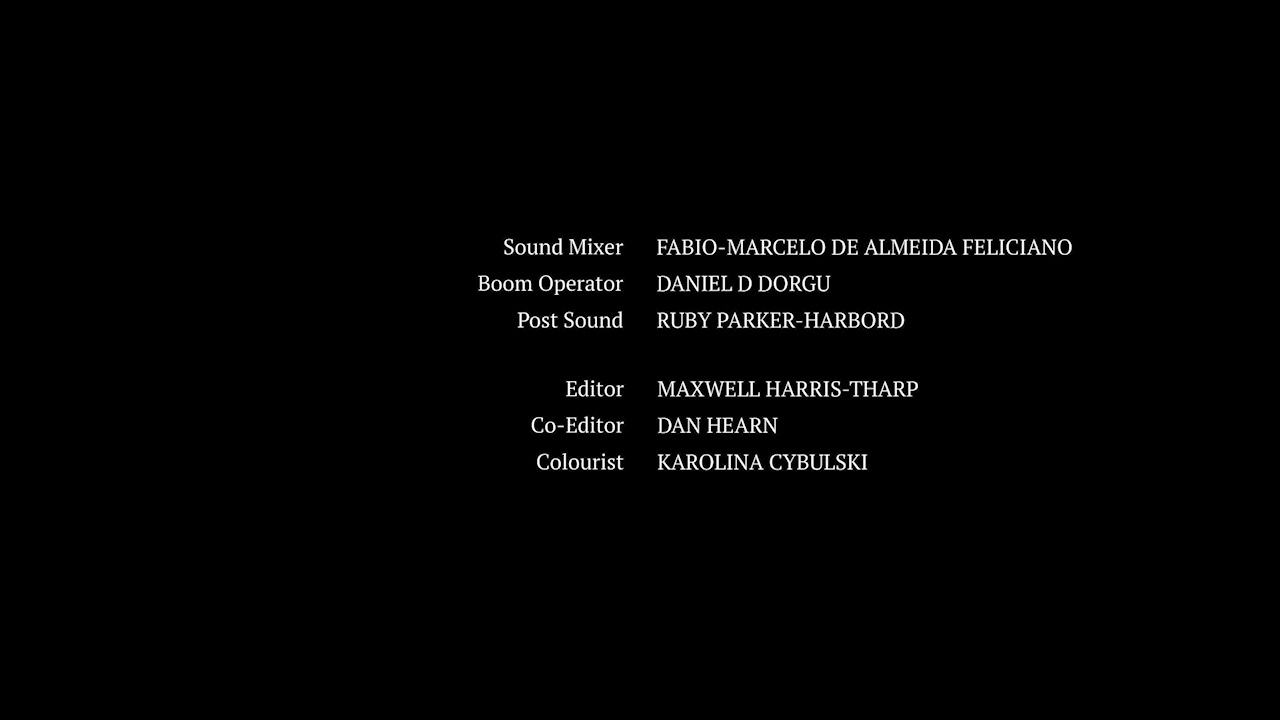 Sound Mixer FABIO-MARCELO DE ALMEIDA FELICIANO
Boom Operator DANIEL D DORGU
Post Sound RUBY PARKER-HARBORD
Editor MAXWELL HARRIS-THARP
Co-Editor DAN HEARN
Colourist KAROLINA CYBULSKI